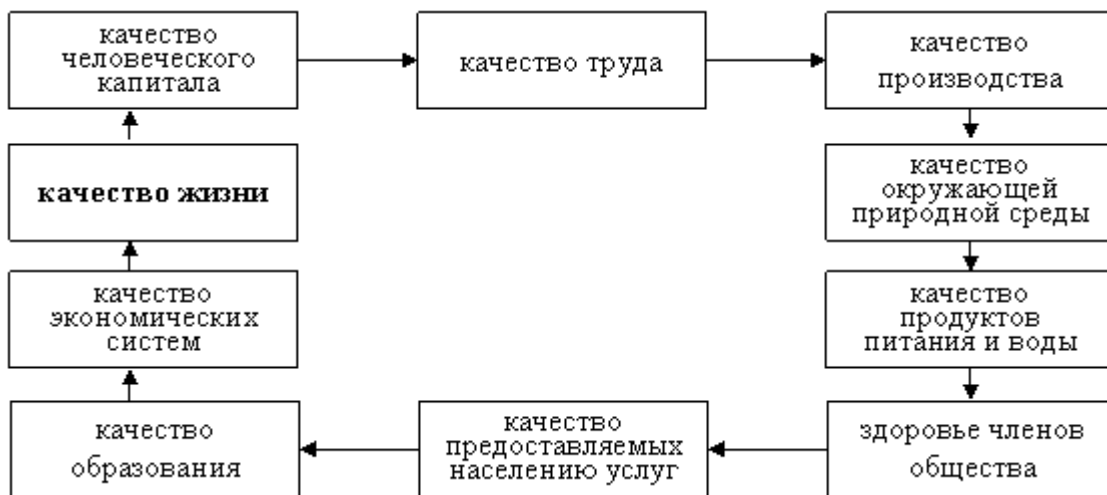 качество
человеческого
капитала
качество труда
качество
производства
качество жизни
качество
окружающей
природной среды
качество
экономических
систем
качество
продуктов
питания и воды
качество
образования
качество
предоставляемых
населению услуг
здоровье членов
общества